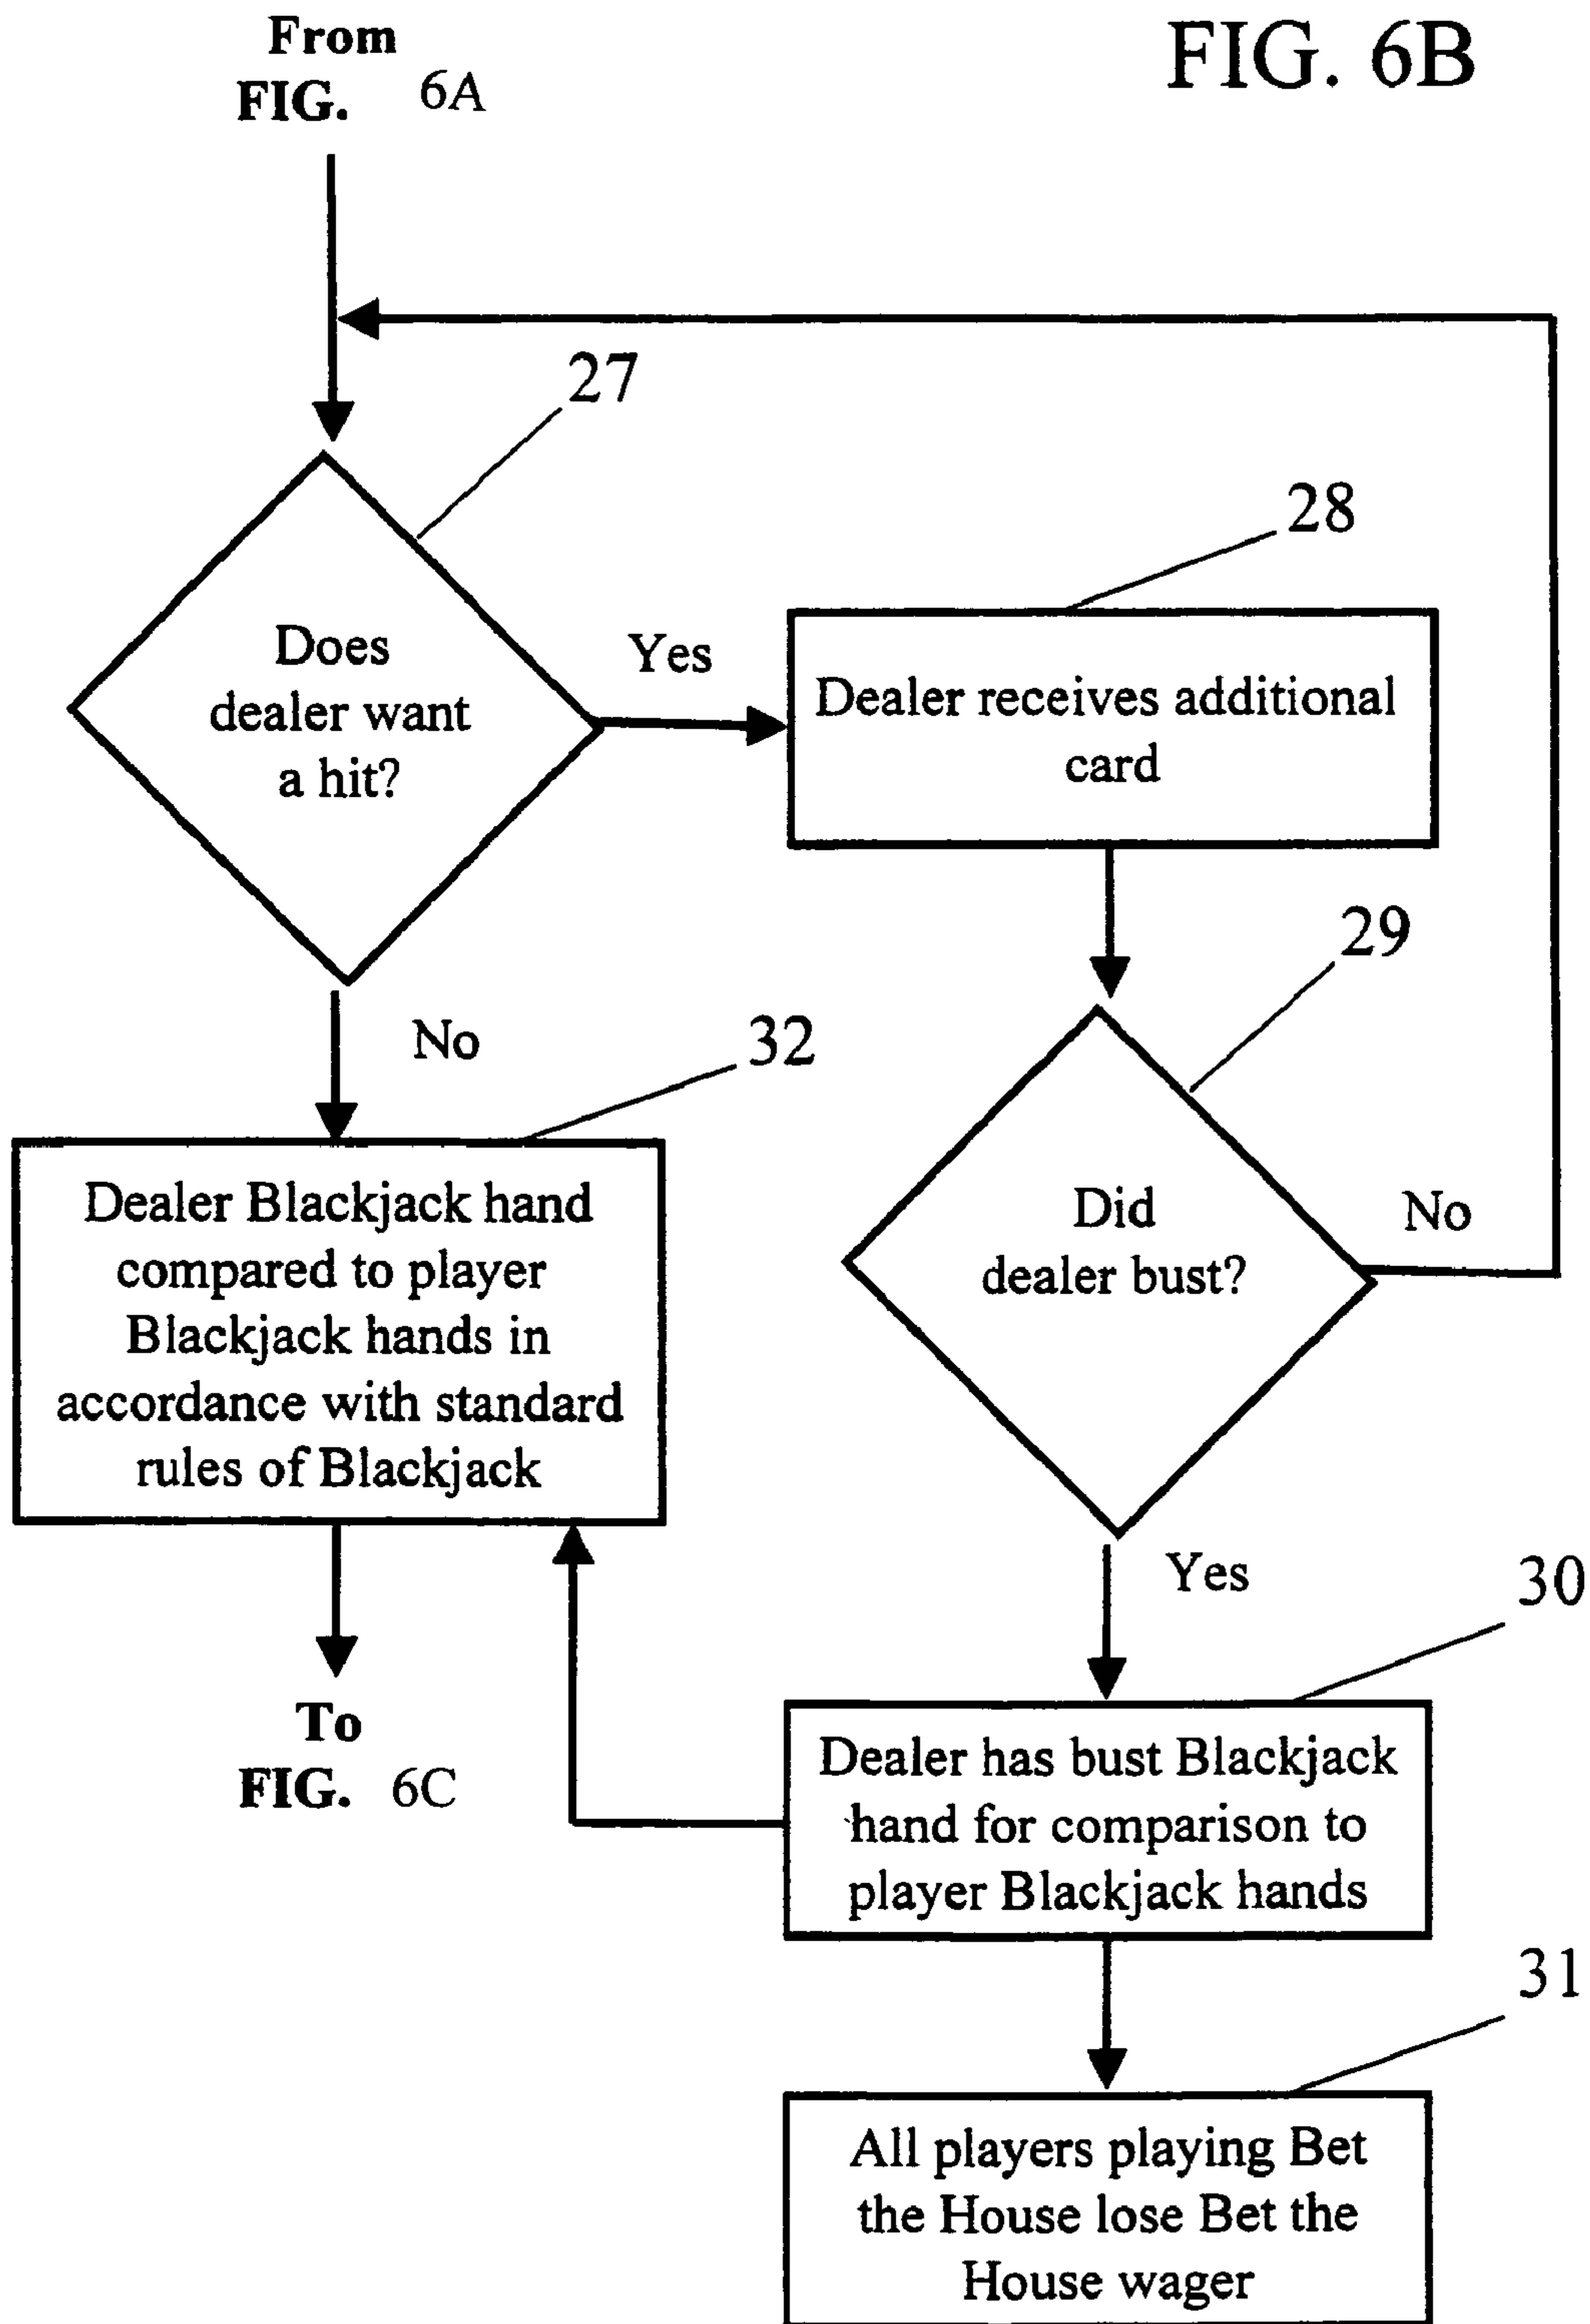 From
FIG. 6A
FIG. 6B
27
Does
dealer want
a hit?
Yes
28
Dealer receives additional
card
29
Did
dealer bust?
No
No
32
Dealer Blackjack hand
compared to player
Blackjack hands in
accordance with standard
rules of Blackjack
Yes
30
To
FIG. 6C
Dealer has bust Blackjack
hand for comparison to
player Blackjack hands
31
All players playing Bet
the House lose Bet the
House wager